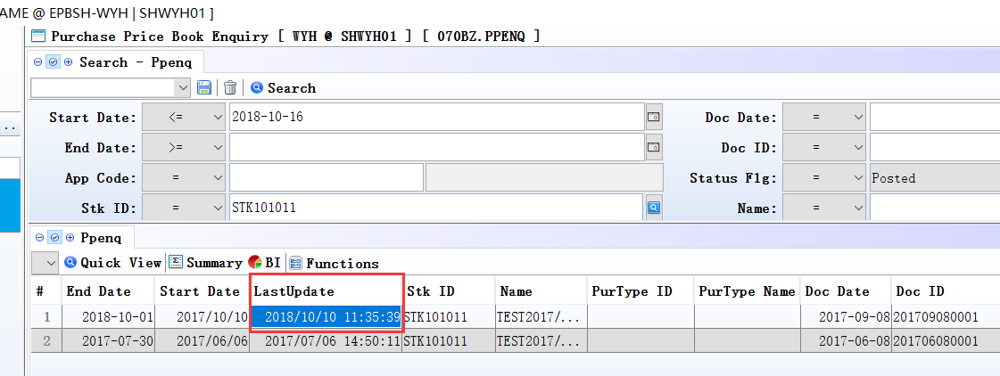 AME @ EPBSH-WYH | SHWYH01 ]
Purchase Price Book Enquiry [ WYH @ SHWYH01 ] [ 070BZ.PPENQ ]
Search - Ppenq
Search
Start Date: <= 2018-10-16 Doc Date: =
End Date: >= Doc ID: =
App Code: = Status Flg: = Posted
Stk ID: = STK101011 Name: =
Ppenq
Quick View Summary BI Functions
# End Date Start Date LastUpdate Stk ID Name PurType ID PurType Name Doc Date Doc ID
1 2018-10-01 2017/10/10 2018/10/10 11:35:39 STK101011 TEST2017/... 2017-09-08 201709080001
2 2017-07-30 2017/06/06 2017/07/06 14:50:11 STK101011 TEST2017/... 2017-06-08 201706080001